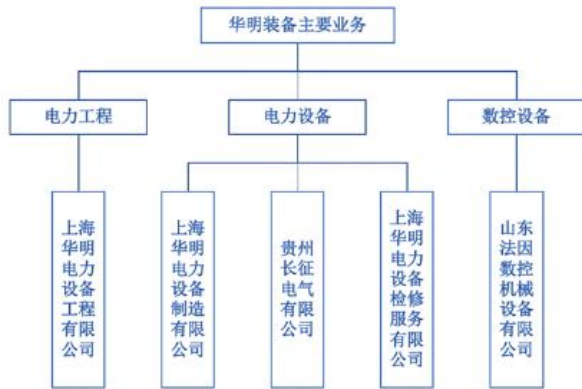 华明装备主要业务
电力工程
电力设备
数控设备
上海
华明
电力
设备
工程
有限
公司
上海
华明
电力
设备
制造
有限
公司
贵州
长征
电气
有限
公司
上海
华明
电力
设备
检修
服务
有限
公司
山东
法因
数控
机械
设备
有限
公司